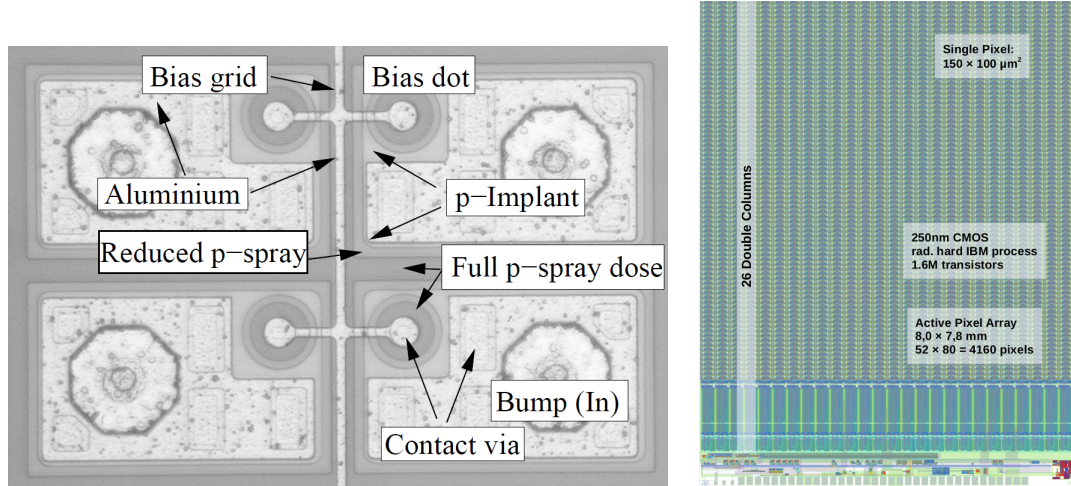 Bias grid
Bias dot
Aluminium
p−Implant
Reduced p−spray
Full p−spray dose
Bump (In)
Contact via
Single Pixel:
150 × 100 µm²
26 Double Columns
250nm CMOS
rad. hard IBM process
1.6M transistors
Active Pixel Array
8,0 × 7,8 mm
52 × 80 = 4160 pixels